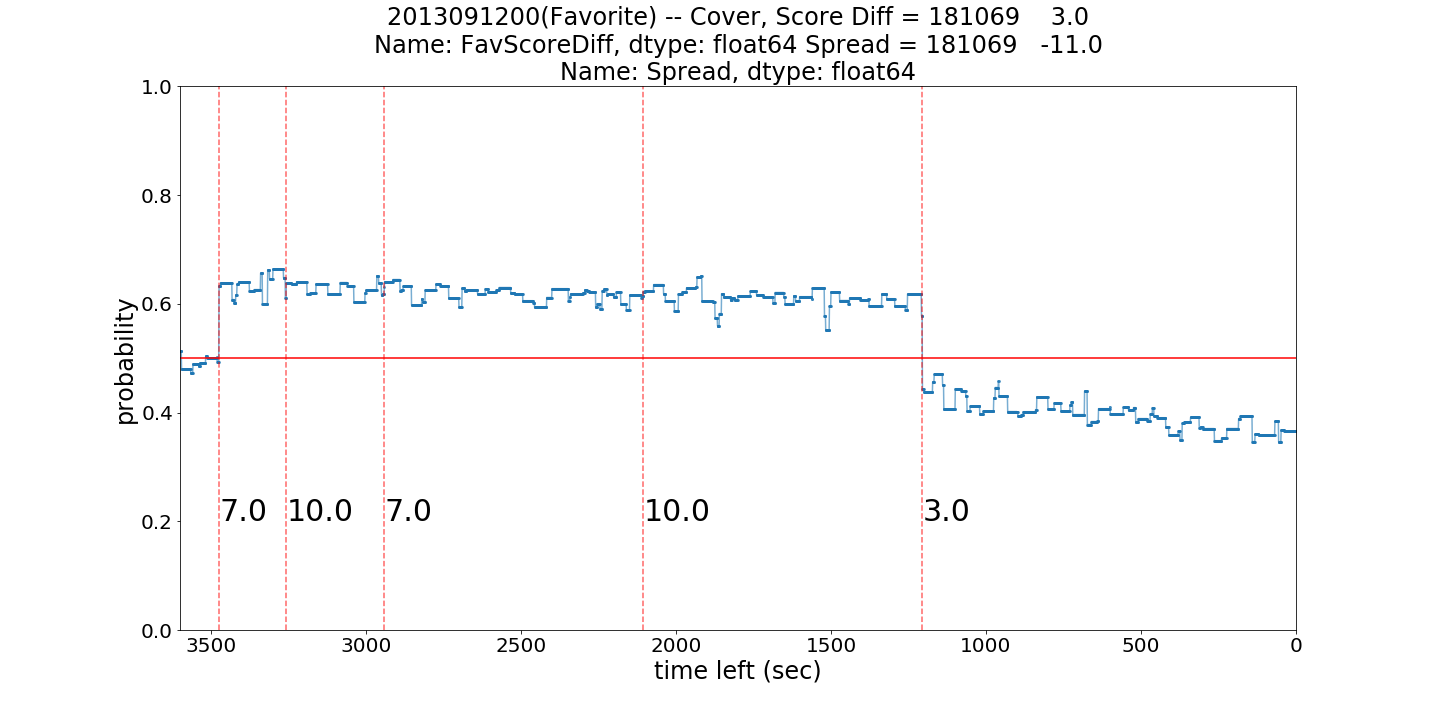 2013091200(Favorite) -- Cover, Score Diff = 181069    3.0
Name: FavScoreDiff, dtype: float64 Spread = 181069   -11.0
Name: Spread, dtype: float64
1.0
0.8
0.6
0.4
0.2
0.0
probability
7.0 10.0 7.0 10.0 3.0
3500 3000 2500 2000 1500 1000 500 0
time left (sec)